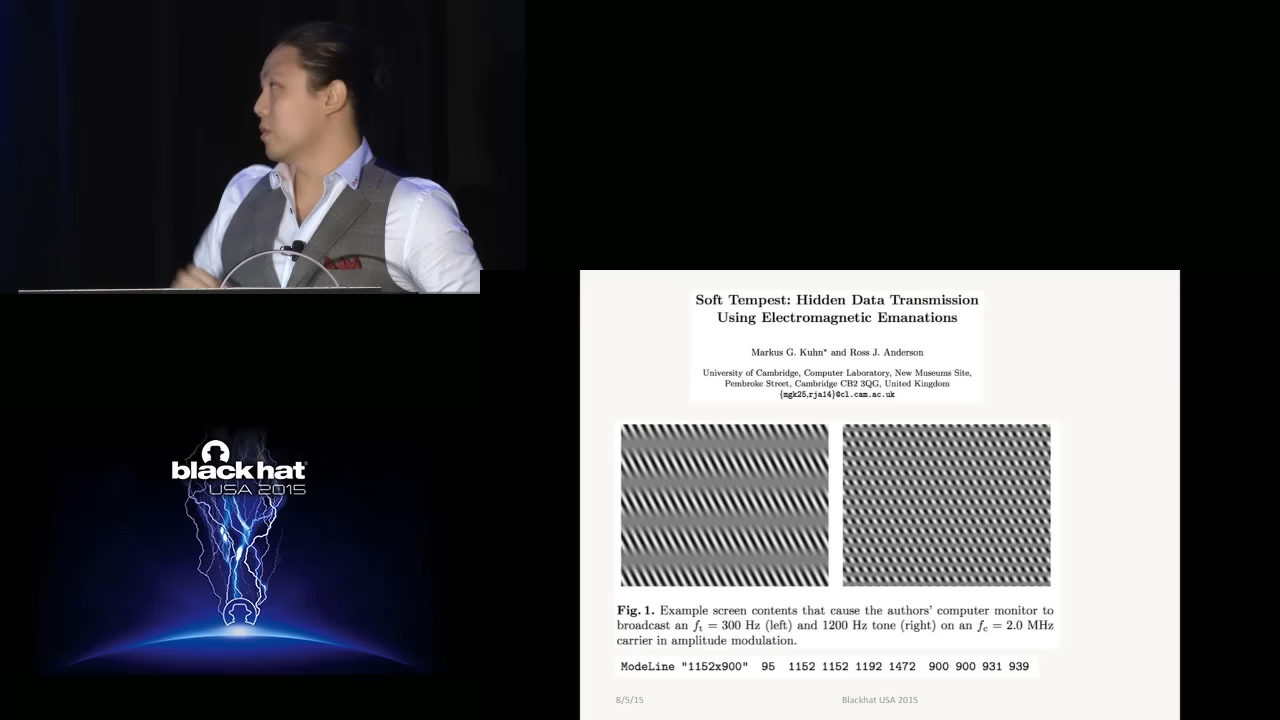 Soft Tempest: Hidden Data Transmission
Using Electromagnetic Emanations
Markus G. Kuhn* and Ross J. Anderson
University of Cambridge, Computer Laboratory, New Museums Site,
Pembroke Street, Cambridge CB2 3QG, United Kingdom
{mgk25,rja14}@cl.cam.ac.uk
Fig. 1. Example screen contents that cause the authors' computer monitor to
broadcast an ft = 300 Hz (left) and 1200 Hz tone (right) on an fc = 2.0 MHz
carrier in amplitude modulation.
ModeLine "1152x900" 95 1152 1152 1192 1472 900 900 931 939
8/5/15 Blackhat USA 2015
black hat
USA 2015